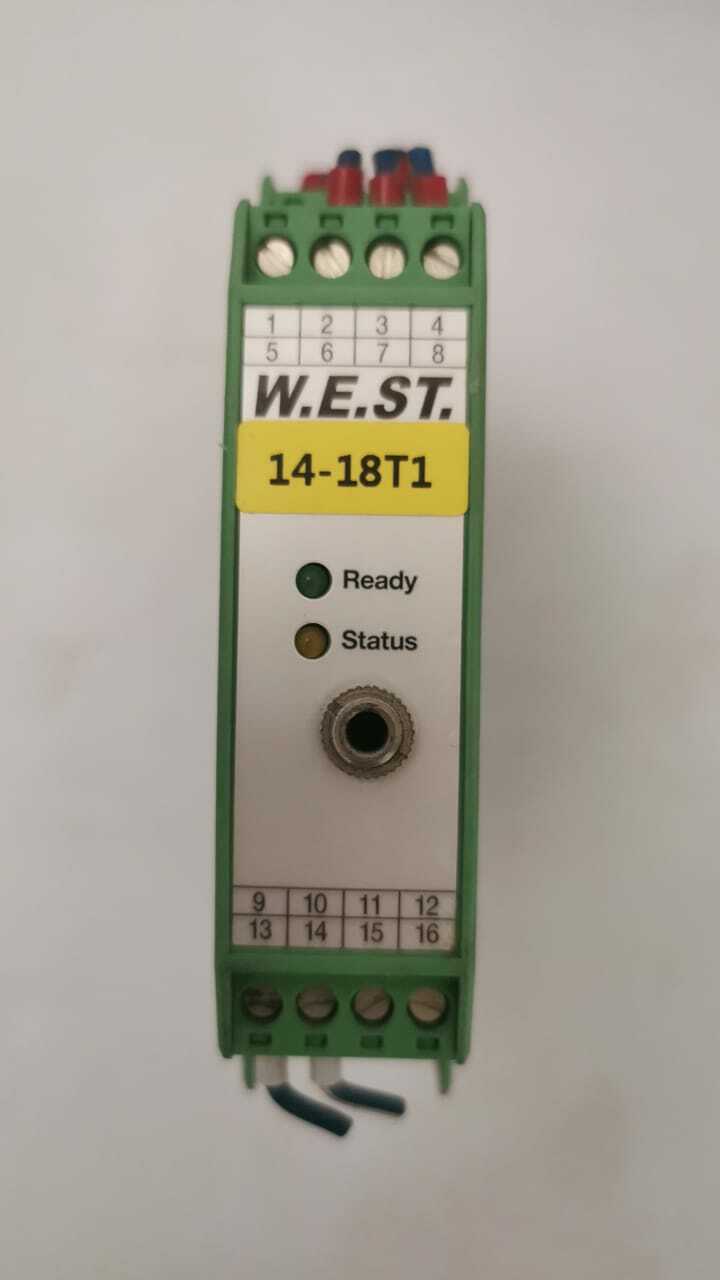 1 2 3 4
5 6 7 8
W.E.ST.
14-18T1
Ready
Status
9 10 11 12
13 14 15 16